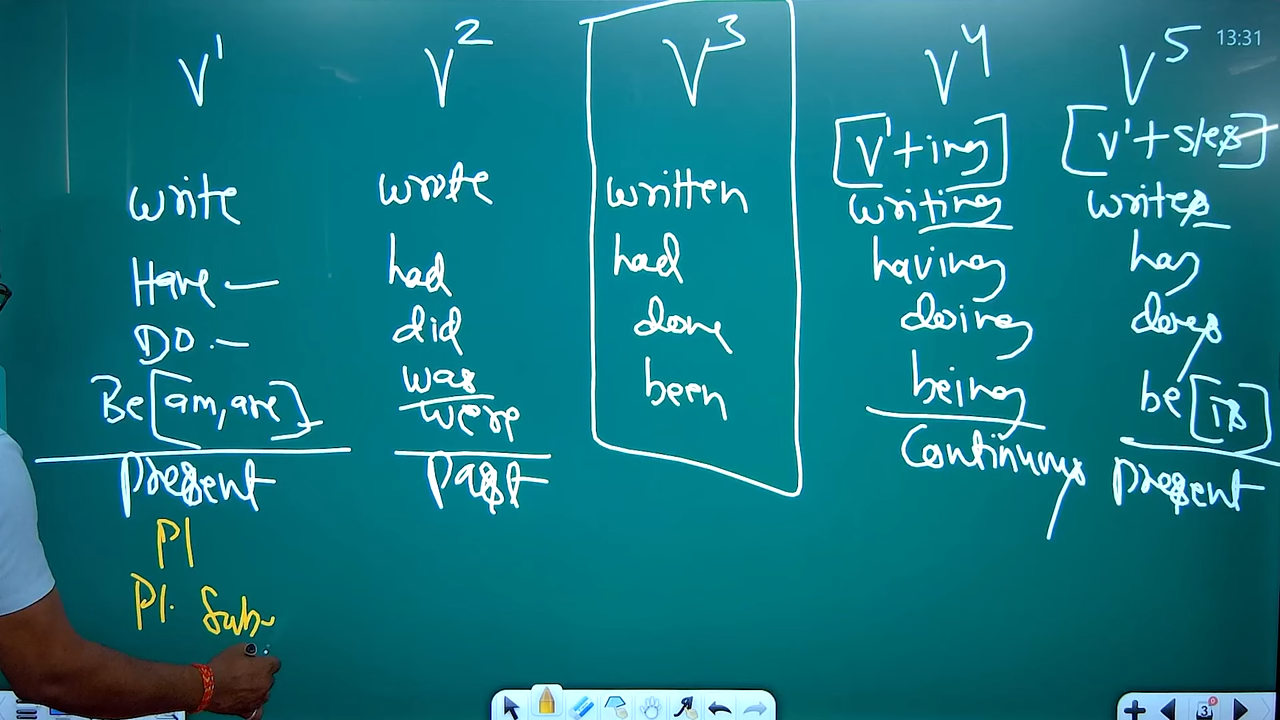 V¹ V² V³ V⁴ V⁵ 13:31
[V¹+ing] [V¹+s/es]
write wrote written writing writes
Have — had had having has
DO — did done doing does
Be [am, are] was been being be [is]
were
Present Past Continuous Present
Pl
Pl. Sub
3